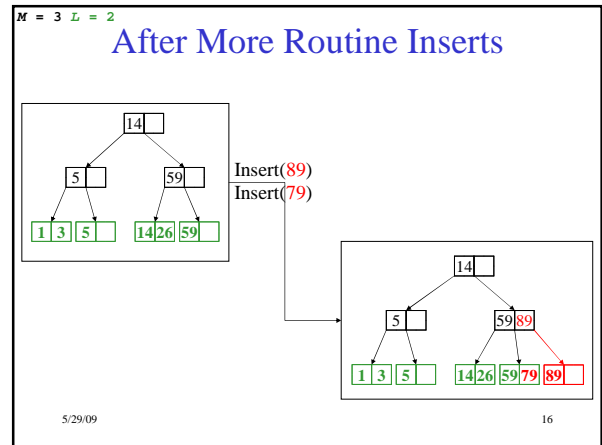 M = 3 L = 2
After More Routine Inserts
14
5 59
1 3 5 14 26 59
Insert(89)
Insert(79)
14
5 59 89
1 3 5 14 26 59 79 89
5/29/09 16